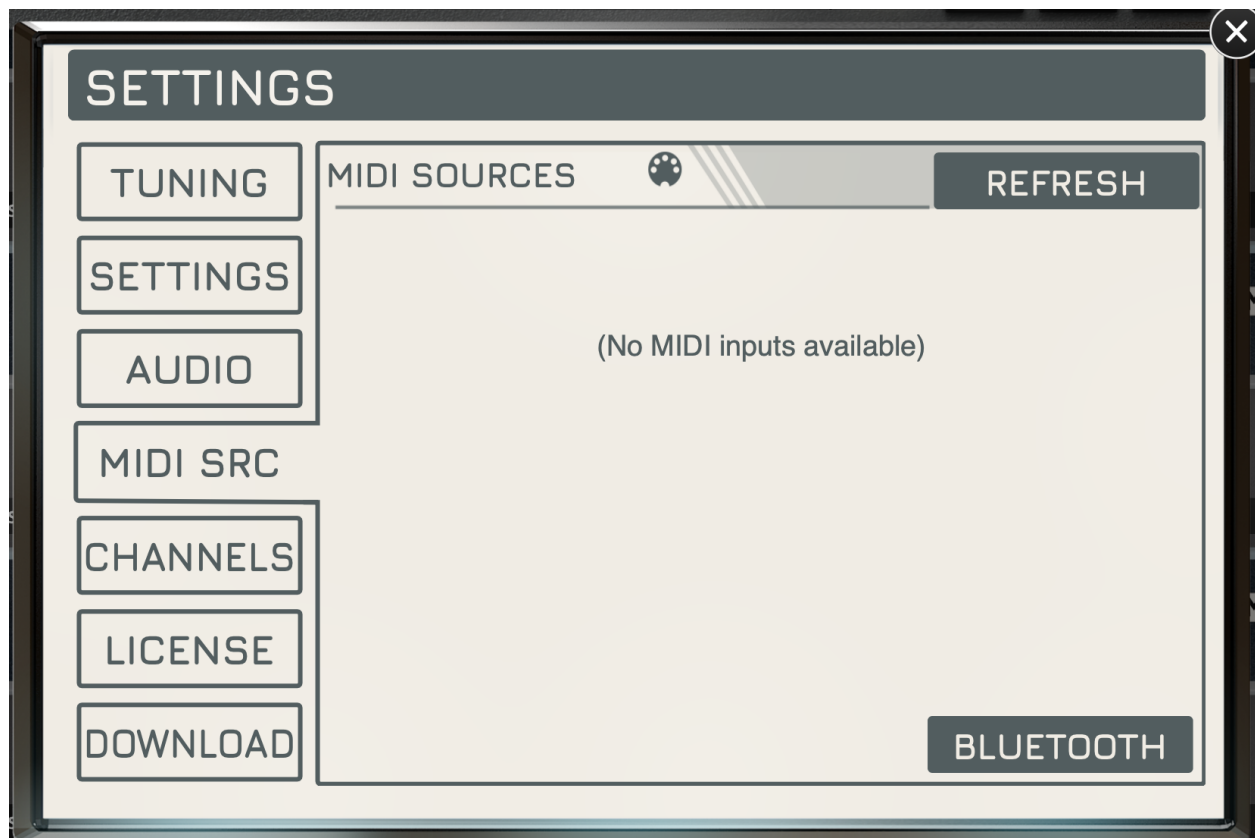 SETTINGS
TUNING
SETTINGS
AUDIO
MIDI SRC
CHANNELS
LICENSE
DOWNLOAD
MIDI SOURCES
REFRESH
(No MIDI inputs available)
BLUETOOTH